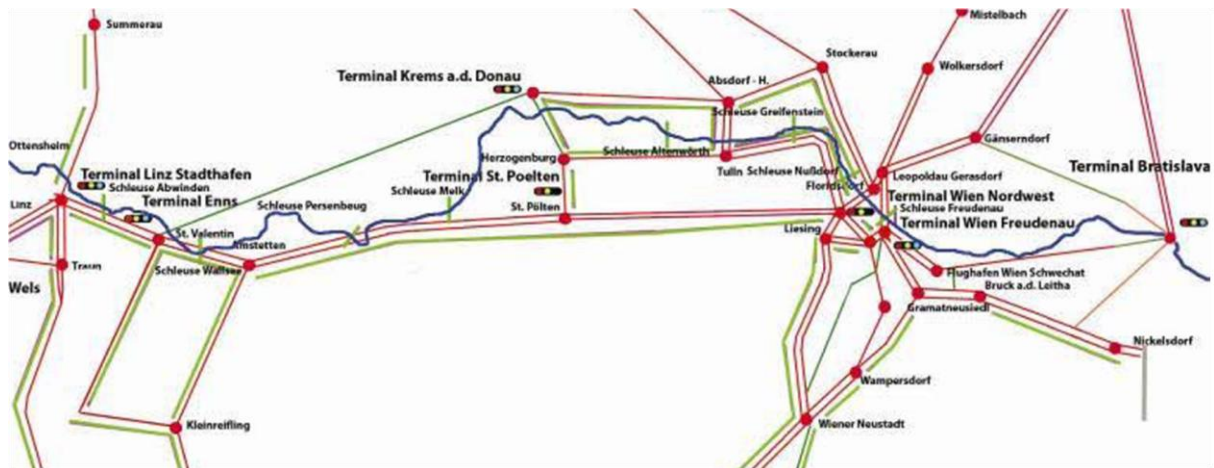 Summerau
Mistelbach
Stockerau
Wolkersdorf
Terminal Krems a.d. Donau
Absdorf - H.
Schleuse Greifenstein
Gänserndorf
Ottensheim
Schleuse Altenwörth
Herzogenburg
Tulln
Schleuse Nußdorf
Leopoldau
Gerasdorf
Terminal Bratislava
Terminal Linz Stadthafen
Schleuse Abwinden
Terminal Enns
Terminal St. Poelten
Schleuse Melk
Floridsdorf
Terminal Wien Nordwest
Linz
Schleuse Persenbeug
St. Pölten
Schleuse Freudenau
Terminal Wien Freudenau
St. Valentin
Amstetten
Liesing
Traun
Schleuse Wallsee
Flughafen Wien Schwechat
Wels
Bruck a.d. Leitha
Gramatneusiedl
Nickelsdorf
Wampersdorf
Kleinreifling
Wiener Neustadt